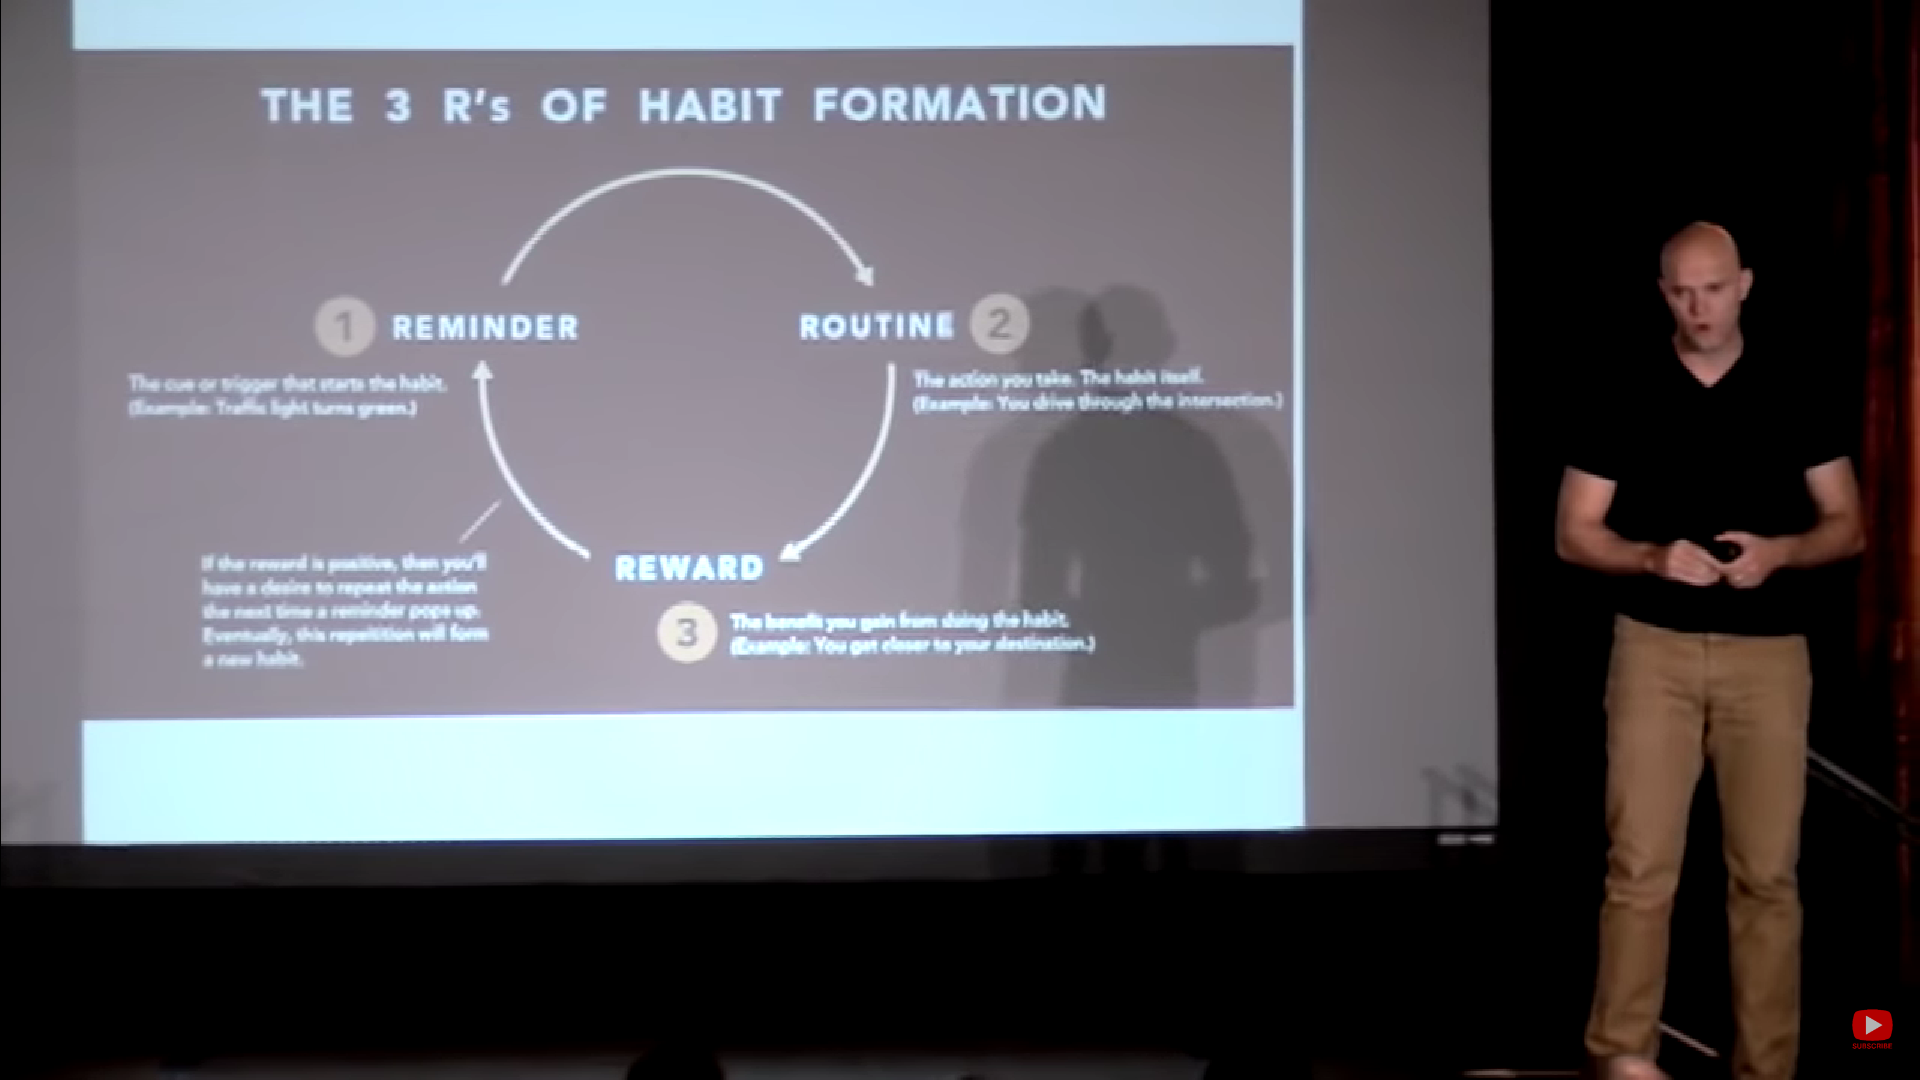 THE 3 R's OF HABIT FORMATION
1 REMINDER
The cue or trigger that starts the habit.
(Example: Traffic light turns green.)
ROUTINE 2
The action you take. The habit itself.
(Example: You drive through the intersection.)
REWARD
3 The benefit you gain from doing the habit.
(Example: You get closer to your destination.)
If the reward is positive, then you'll
have a desire to repeat the action
the next time a reminder pops up.
Eventually, this repetition will form
a new habit.
SUBSCRIBE